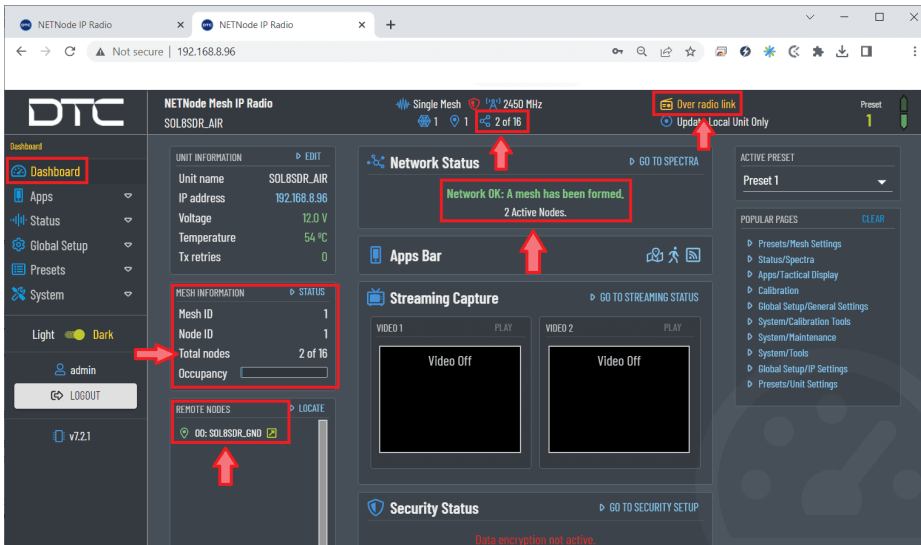 NETNode IP Radio
NETNode IP Radio
Not secure | 192.168.8.96
DTC
NETNode Mesh IP Radio
SOL8SDR_AIR
Single Mesh 2450 MHz
1 1 2 of 16
Over radio link
Update Local Unit Only
Preset
1
Dashboard
Dashboard
Apps
Status
Global Setup
Presets
System
Light Dark
admin
LOGOUT
v7.2.1
UNIT INFORMATION EDIT
Unit name SOL8SDR_AIR
IP address 192.168.8.96
Voltage 12.0 V
Temperature 54 ºC
Tx retries 0
MESH INFORMATION STATUS
Mesh ID 1
Node ID 1
Total nodes 2 of 16
Occupancy
REMOTE NODES LOCATE
00: SOL8SDR_GND
Network Status GO TO SPECTRA
Network OK: A mesh has been formed.
2 Active Nodes.
Apps Bar
Streaming Capture GO TO STREAMING STATUS
VIDEO 1 PLAY
Video Off
VIDEO 2 PLAY
Video Off
Security Status GO TO SECURITY SETUP
Data encryption not active.
ACTIVE PRESET
Preset 1
POPULAR PAGES CLEAR
Presets/Mesh Settings
Status/Spectra
Apps/Tactical Display
Calibration
Global Setup/General Settings
System/Calibration Tools
System/Maintenance
System/Tools
Global Setup/IP Settings
Presets/Unit Settings